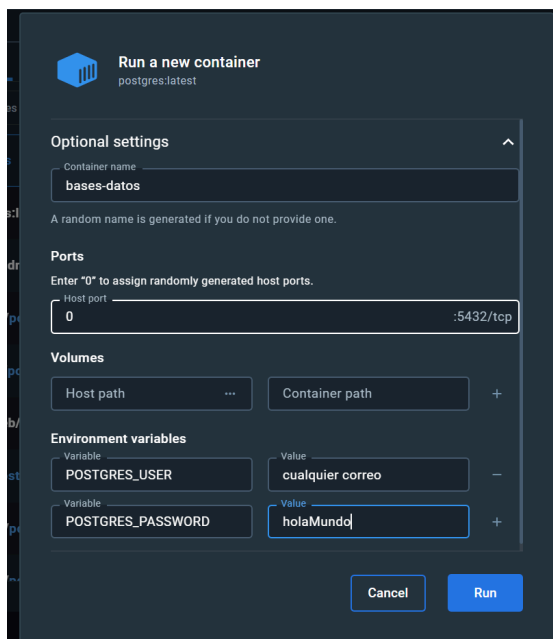 Run a new container
postgres:latest
Optional settings
Container name
bases-datos
A random name is generated if you do not provide one.
Ports
Enter "0" to assign randomly generated host ports.
Host port
0 :5432/tcp
Volumes
Host path ··· Container path +
Environment variables
Variable Value
POSTGRES_USER cualquier correo −
Variable Value
POSTGRES_PASSWORD holaMundo +
Cancel Run